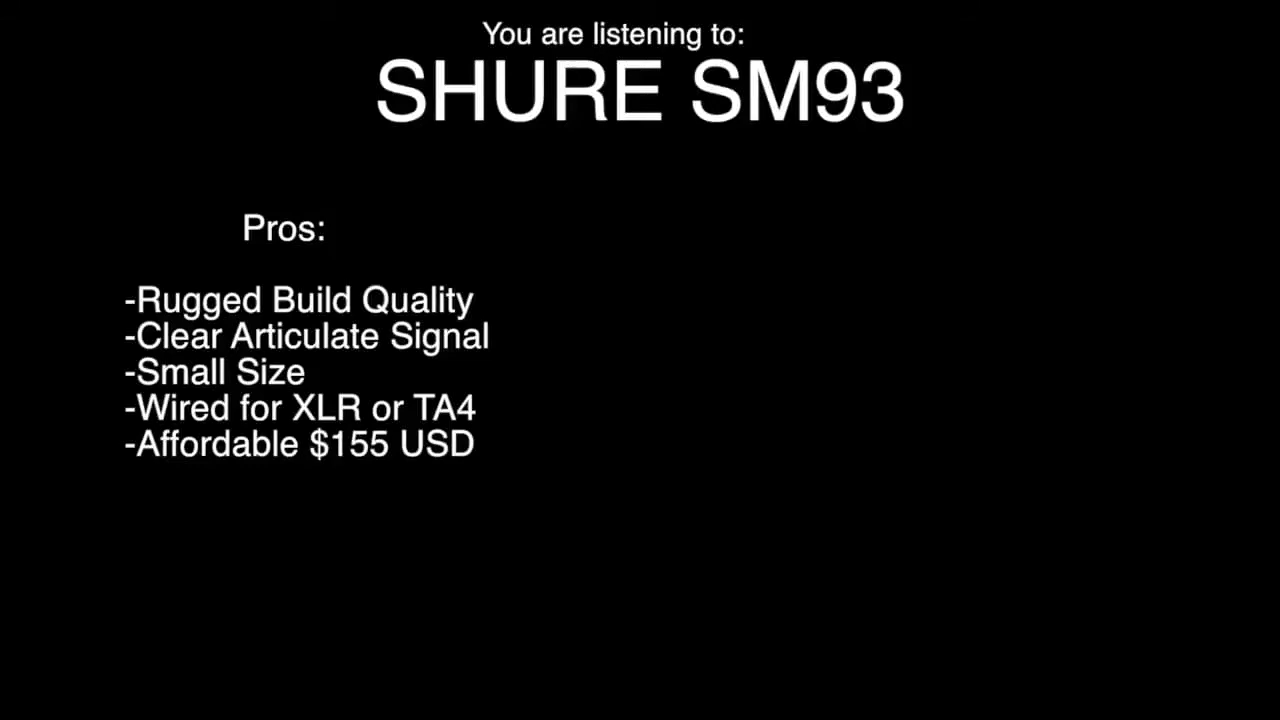 You are listening to:
SHURE SM93
Pros:
-Rugged Build Quality
-Clear Articulate Signal
-Small Size
-Wired for XLR or TA4
-Affordable $155 USD